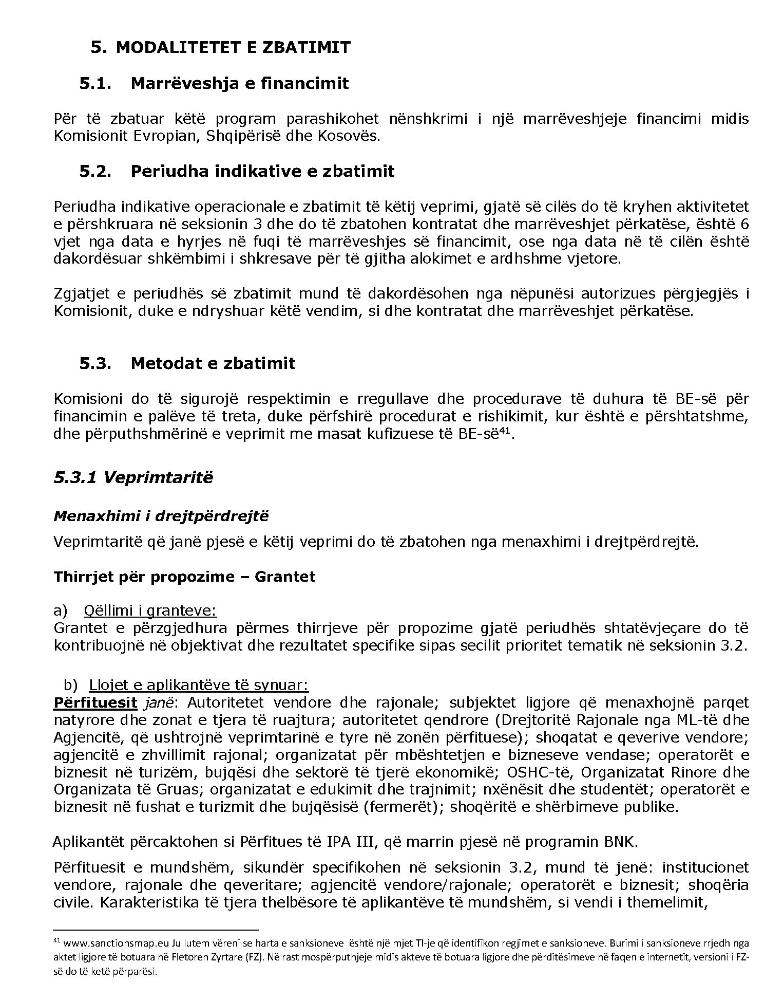 5. MODALITETET E ZBATIMIT
5.1. Marrëveshja e financimit
Për të zbatuar këtë program parashikohet nënshkrimi i një marrëveshjeje financimi midis
Komisionit Evropian, Shqipërisë dhe Kosovës.
5.2. Periudha indikative e zbatimit
Periudha indikative operacionale e zbatimit të këtij veprimi, gjatë së cilës do të kryhen aktivitetet
e përshkruara në seksionin 3 dhe do të zbatohen kontratat dhe marrëveshjet përkatëse, është 6
vjet nga data e hyrjes në fuqi të marrëveshjes së financimit, ose nga data në të cilën është
dakordësuar shkëmbimi i shkresave për të gjitha alokimet e ardhshme vjetore.
Zgjatjet e periudhës së zbatimit mund të dakordësohen nga nëpunësi autorizues përgjegjës i
Komisionit, duke e ndryshuar këtë vendim, si dhe kontratat dhe marrëveshjet përkatëse.
5.3. Metodat e zbatimit
Komisioni do të sigurojë respektimin e rregullave dhe procedurave të duhura të BE-së për
financimin e palëve të treta, duke përfshirë procedurat e rishikimit, kur është e përshtatshme,
dhe përputhshmërinë e veprimit me masat kufizuese të BE-së41.
5.3.1 Veprimtaritë
Menaxhimi i drejtpërdrejtë
Veprimtaritë që janë pjesë e këtij veprimi do të zbatohen nga menaxhimi i drejtpërdrejtë.
Thirrjet për propozime – Grantet
a) Qëllimi i granteve:
Grantet e përzgjedhura përmes thirrjeve për propozime gjatë periudhës shtatëvjeçare do të
kontribuojnë në objektivat dhe rezultatet specifike sipas secilit prioritet tematik në seksionin 3.2.
b) Llojet e aplikantëve të synuar:
Përfituesit janë: Autoritetet vendore dhe rajonale; subjektet ligjore që menaxhojnë parqet
natyrore dhe zonat e tjera të ruajtura; autoritetet qendrore (Drejtoritë Rajonale nga ML-të dhe
Agjencitë, që ushtrojnë veprimtarinë e tyre në zonën përfituese); shoqatat e qeverive vendore;
agjencitë e zhvillimit rajonal; organizatat për mbështetjen e bizneseve vendase; operatorët e
biznesit në turizëm, bujqësi dhe sektorë të tjerë ekonomikë; OSHC-të, Organizatat Rinore dhe
Organizata të Gruas; organizatat e edukimit dhe trajnimit; nxënësit dhe studentët; operatorët e
biznesit në fushat e turizmit dhe bujqësisë (fermerët); shoqëritë e shërbimeve publike.
Aplikantët përcaktohen si Përfitues të IPA III, që marrin pjesë në programin BNK.
Përfituesit e mundshëm, sikundër specifikohen në seksionin 3.2, mund të jenë: institucionet
vendore, rajonale dhe qeveritare; agjencitë vendore/rajonale; operatorët e biznesit; shoqëria
civile. Karakteristika të tjera thelbësore të aplikantëve të mundshëm, si vendi i themelimit,
41 www.sanctionsmap.eu Ju lutem vëreni se harta e sanksioneve është një mjet TI-je që identifikon regjimet e sanksioneve. Burimi i sanksioneve rrjedh nga
aktet ligjore të botuara në Fletoren Zyrtare (FZ). Në rast mospërputhjeje midis akteve të botuara ligjore dhe përditësimeve në faqen e internetit, versioni i FZ-
së do të ketë përparësi.